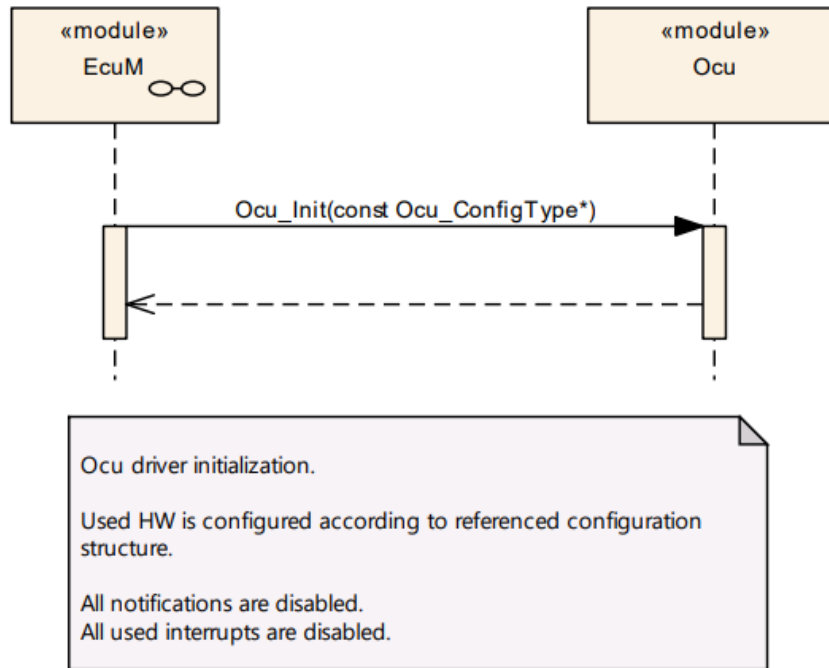 «module»
EcuM
«module»
Ocu
Ocu_Init(const Ocu_ConfigType*)
Ocu driver initialization.
Used HW is configured according to referenced configuration
structure.
All notifications are disabled.
All used interrupts are disabled.